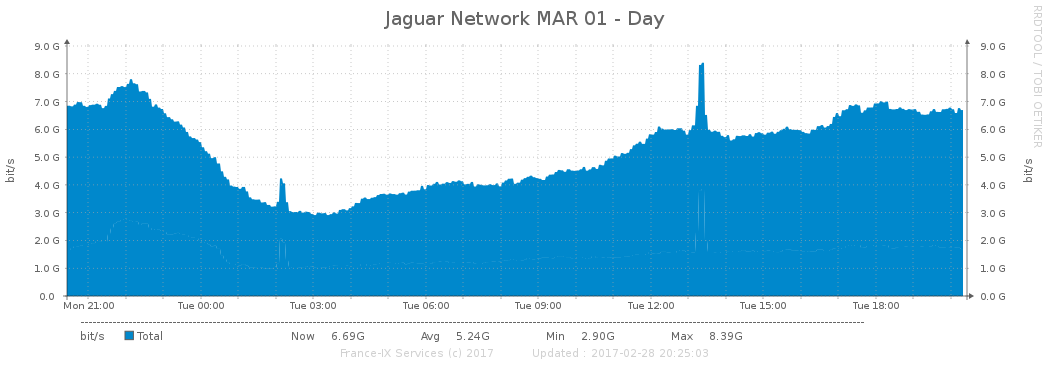 Jaguar Network MAR 01 - Day
RRDTOOL / TOBI OETIKER
bit/s
bit/s
9.0 G 9.0 G
8.0 G 8.0 G
7.0 G 7.0 G
6.0 G 6.0 G
5.0 G 5.0 G
4.0 G 4.0 G
3.0 G 3.0 G
2.0 G 2.0 G
1.0 G 1.0 G
0.0 0.0 G
Mon 21:00 Tue 00:00 Tue 03:00 Tue 06:00 Tue 09:00 Tue 12:00 Tue 15:00 Tue 18:00
bit/s Total Now 6.69G Avg 5.24G Min 2.90G Max 8.39G
France-IX Services (c) 2017 Updated : 2017-02-28 20:25:03